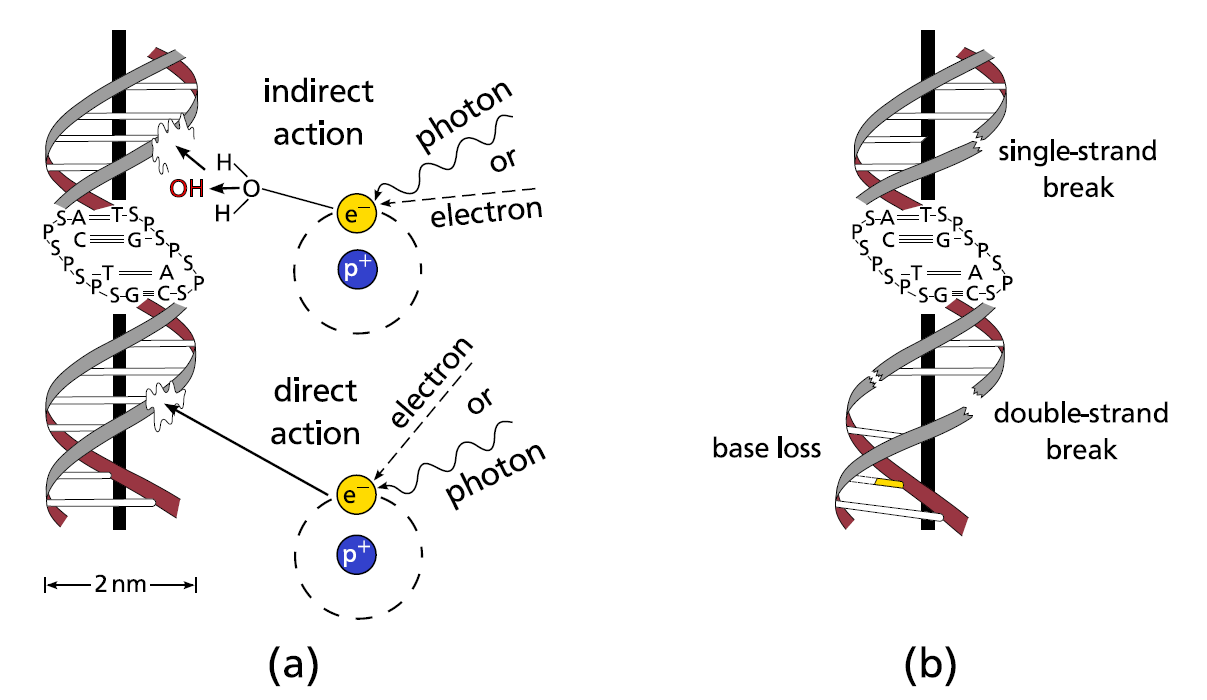 indirect
action
photon
or
electron
H
OH
O
H
e⁻
p⁺
S-A=T-S
P
P
C≡G-S
S
P
S
P
S
-T=A
S
P
P
S-G≡C-S
direct
action
electron
or
photon
e⁻
p⁺
2 nm
(a)
single-strand
break
S-A=T-S
P
P
C≡G-S
S
P
S
P
S
-T=A
S
P
P
S-G≡C-S
double-strand
break
base loss
(b)